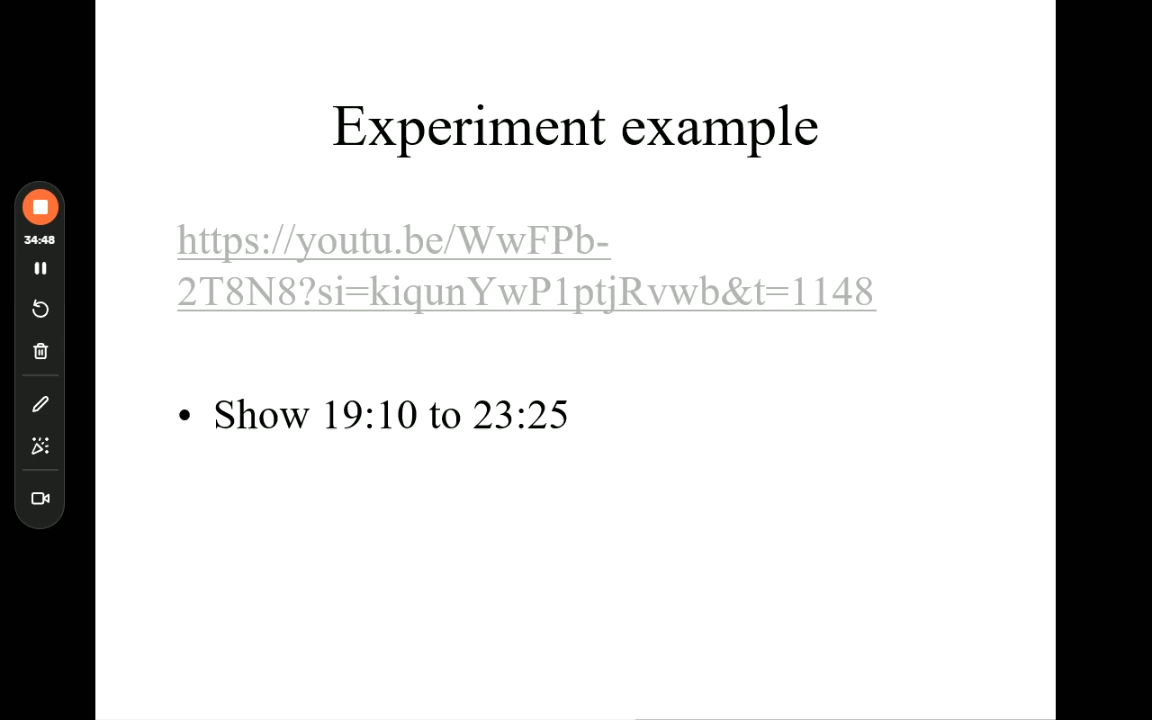 Experiment example
34:48
https://youtu.be/WwFPb-
2T8N8?si=kiqunYwP1ptjRvwb&t=1148
• Show 19:10 to 23:25